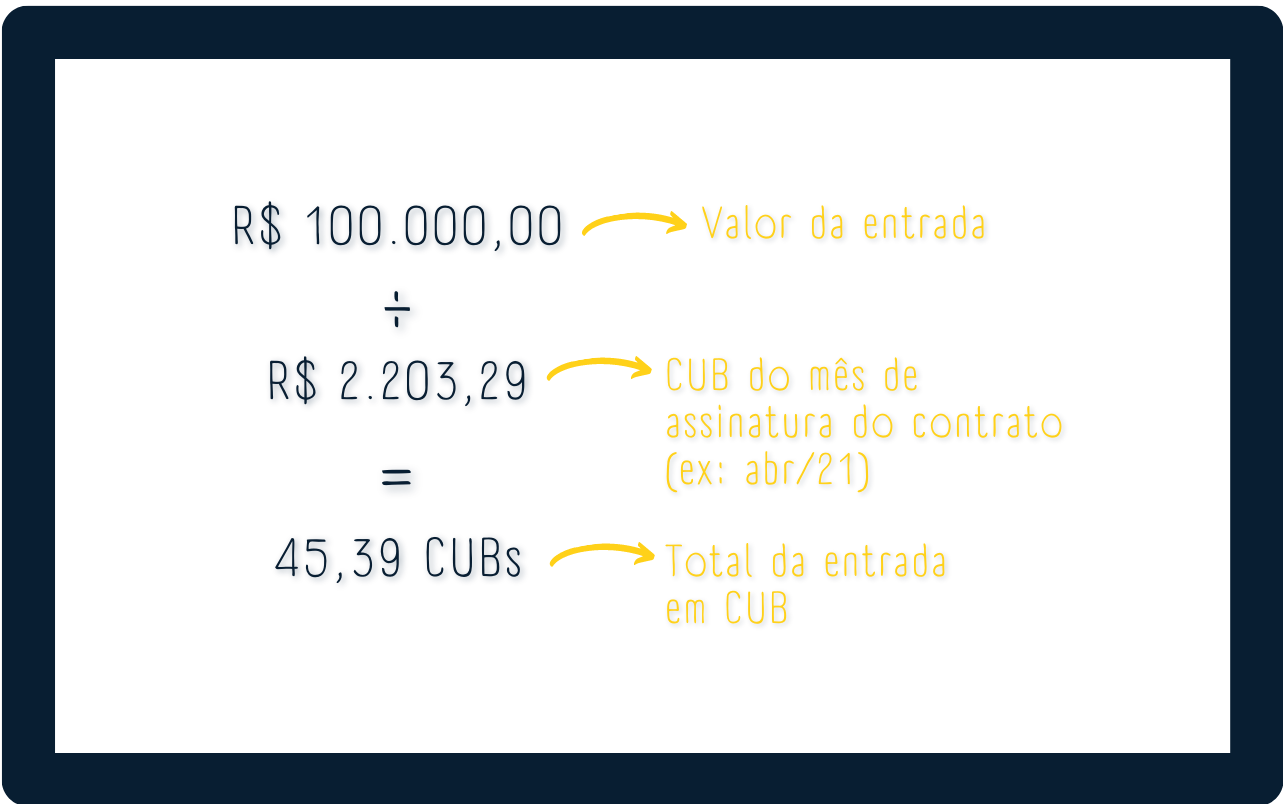 R$ 100.000,00 Valor da entrada
÷
R$ 2.203,29 CUB do mês de
assinatura do contrato
(ex: abr/21)
=
45,39 CUBs Total da entrada
em CUB